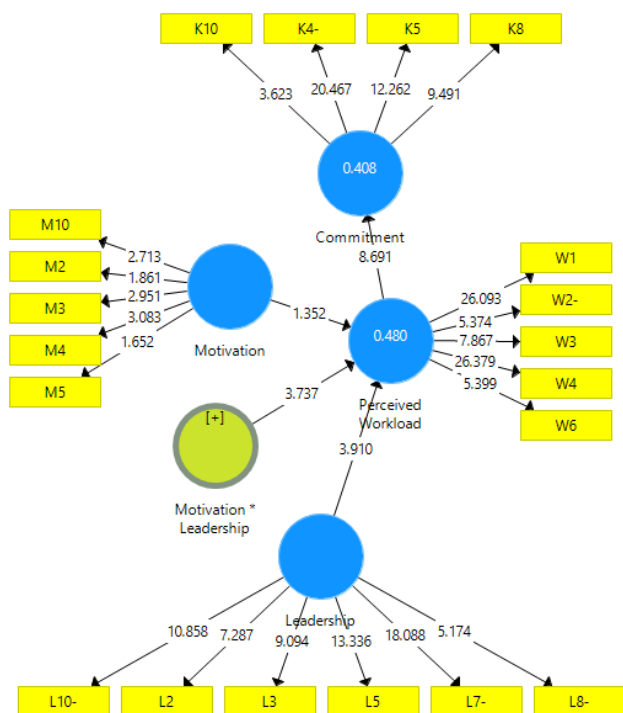 K10 K4- K5 K8
3.623 20.467 12.262 9.491
0.408
Commitment
8.691
M10
M2
M3
M4
M5
2.713
1.861
2.951
3.083
1.652
Motivation
1.352
0.480
Perceived
Workload
W1
W2-
W3
W4
W6
26.093
5.374
7.867
26.379
5.399
[+]
3.737
Motivation *
Leadership
3.910
Leadership
10.858 7.287 9.094 13.336 18.088 5.174
L10- L2 L3 L5 L7- L8-